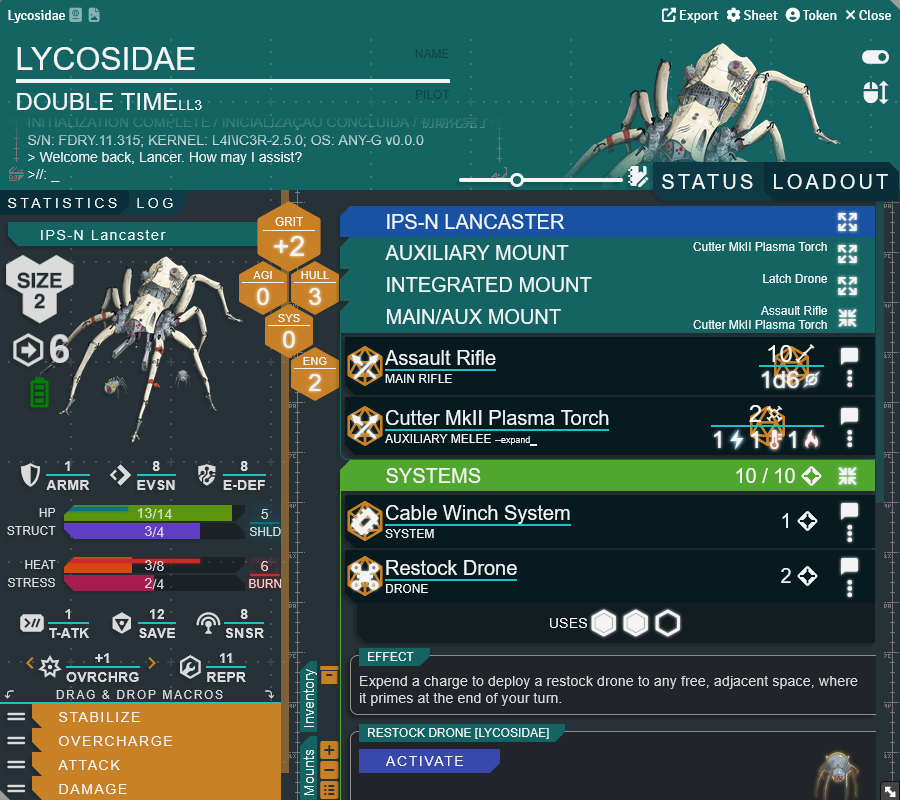 Lycosidae
Export Sheet Token Close
LYCOSIDAE
NAME
DOUBLE TIME LL3
PILOT
INITIALIZATION COMPLETE / INICIALIZAÇÃO CONCLUÍDA / 初期化完了
S/N: FDRY.11.315; KERNEL: L4NC3R-2.5.0; OS: ANY-G v0.0.0
> Welcome back, Lancer. How may I assist?
>//: _
STATUS LOADOUT
STATISTICS LOG
IPS-N Lancaster
SIZE
2
6
GRIT
+2
AGI
0
HULL
3
SYS
0
ENG
2
1
ARMR
8
EVSN
8
E-DEF
HP 13/14
5
SHLD
STRUCT 3/4
HEAT 3/8
6
BURN
STRESS 2/4
1
T-ATK
12
SAVE
8
SNSR
+1
OVRCHRG
11
REPR
DRAG & DROP MACROS
STABILIZE
OVERCHARGE
ATTACK
DAMAGE
Inventory
Mounts
IPS-N LANCASTER
AUXILIARY MOUNT
Cutter MkII Plasma Torch
INTEGRATED MOUNT
Latch Drone
MAIN/AUX MOUNT
Assault Rifle
Cutter MkII Plasma Torch
Assault Rifle
MAIN RIFLE
10
1d6
Cutter MkII Plasma Torch
AUXILIARY MELEE --expand_
2
1 1 1
SYSTEMS 10 / 10
Cable Winch System
SYSTEM
1
Restock Drone
DRONE
2
USES
EFFECT
Expend a charge to deploy a restock drone to any free, adjacent space, where
it primes at the end of your turn.
RESTOCK DRONE [LYCOSIDAE]
ACTIVATE